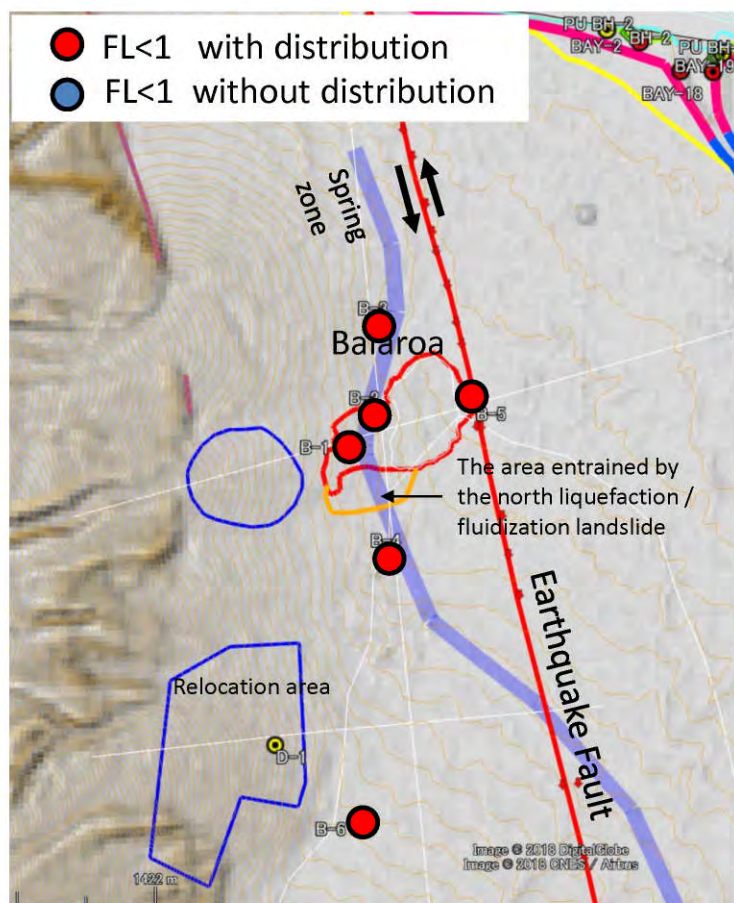 FL<1 with distribution
FL<1 without distribution
PU BH-2
BH-2
BAY-2
PU BH-
BAY-19
BAY-18
Spring
zone
B-3
Balaroa
B-2
B-5
B-1
The area entrained by
the north liquefaction /
fluidization landslide
B-4
Earthquake Fault
Relocation area
D-1
B-6
Image © 2018 DigitalGlobe
Image © 2018 CNES / Airbus
1422 m